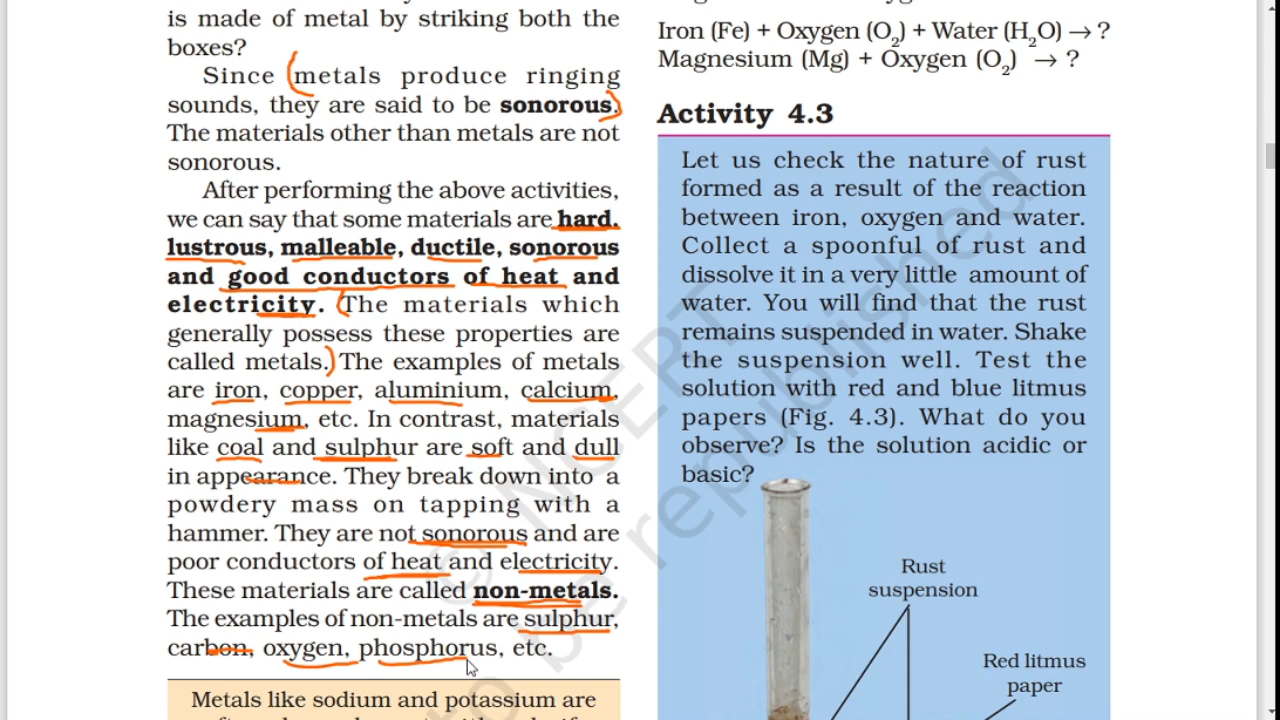 is made of metal by striking both the
boxes?
Since metals produce ringing
sounds, they are said to be sonorous.
The materials other than metals are not
sonorous.
After performing the above activities,
we can say that some materials are hard,
lustrous, malleable, ductile, sonorous
and good conductors of heat and
electricity. The materials which
generally possess these properties are
called metals. The examples of metals
are iron, copper, aluminium, calcium,
magnesium, etc. In contrast, materials
like coal and sulphur are soft and dull
in appearance. They break down into a
powdery mass on tapping with a
hammer. They are not sonorous and are
poor conductors of heat and electricity.
These materials are called non-metals.
The examples of non-metals are sulphur,
carbon, oxygen, phosphorus, etc.
Metals like sodium and potassium are
Iron (Fe) + Oxygen (O₂) + Water (H₂O) → ?
Magnesium (Mg) + Oxygen (O₂) → ?
Activity 4.3
Let us check the nature of rust
formed as a result of the reaction
between iron, oxygen and water.
Collect a spoonful of rust and
dissolve it in a very little amount of
water. You will find that the rust
remains suspended in water. Shake
the suspension well. Test the
solution with red and blue litmus
papers (Fig. 4.3). What do you
observe? Is the solution acidic or
basic?
Rust
suspension
Red litmus
paper
© NCERT
to be republished